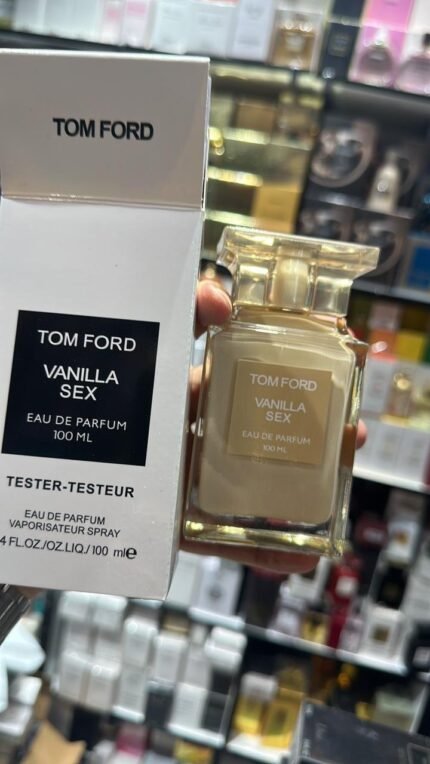 TOM FORD
TOM FORD
VANILLA
SEX
EAU DE PARFUM
100 ML
TESTER-TESTEUR
EAU DE PARFUM
VAPORISATEUR SPRAY
4 FL.OZ./OZ.LIQ./100 mle
TOM FORD
VANILLA
SEX
EAU DE PARFUM
100 ML